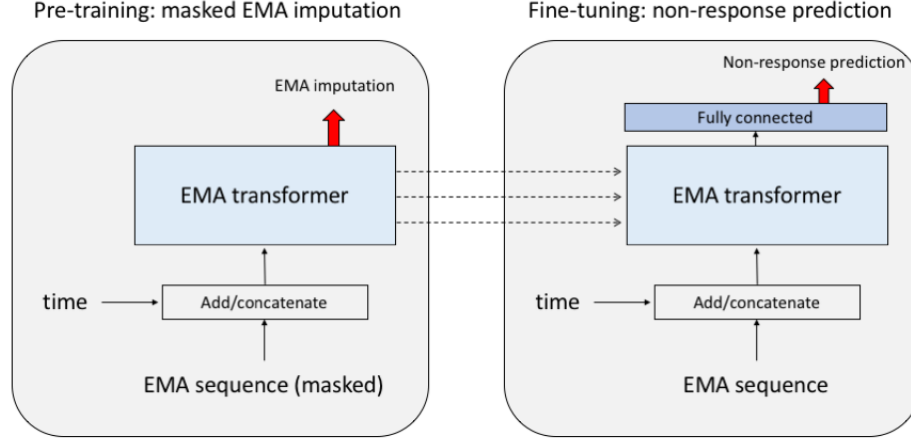 Pre-training: masked EMA imputation
EMA imputation
EMA transformer
time
Add/concatenate
EMA sequence (masked)
Fine-tuning: non-response prediction
Non-response prediction
Fully connected
EMA transformer
time
Add/concatenate
EMA sequence